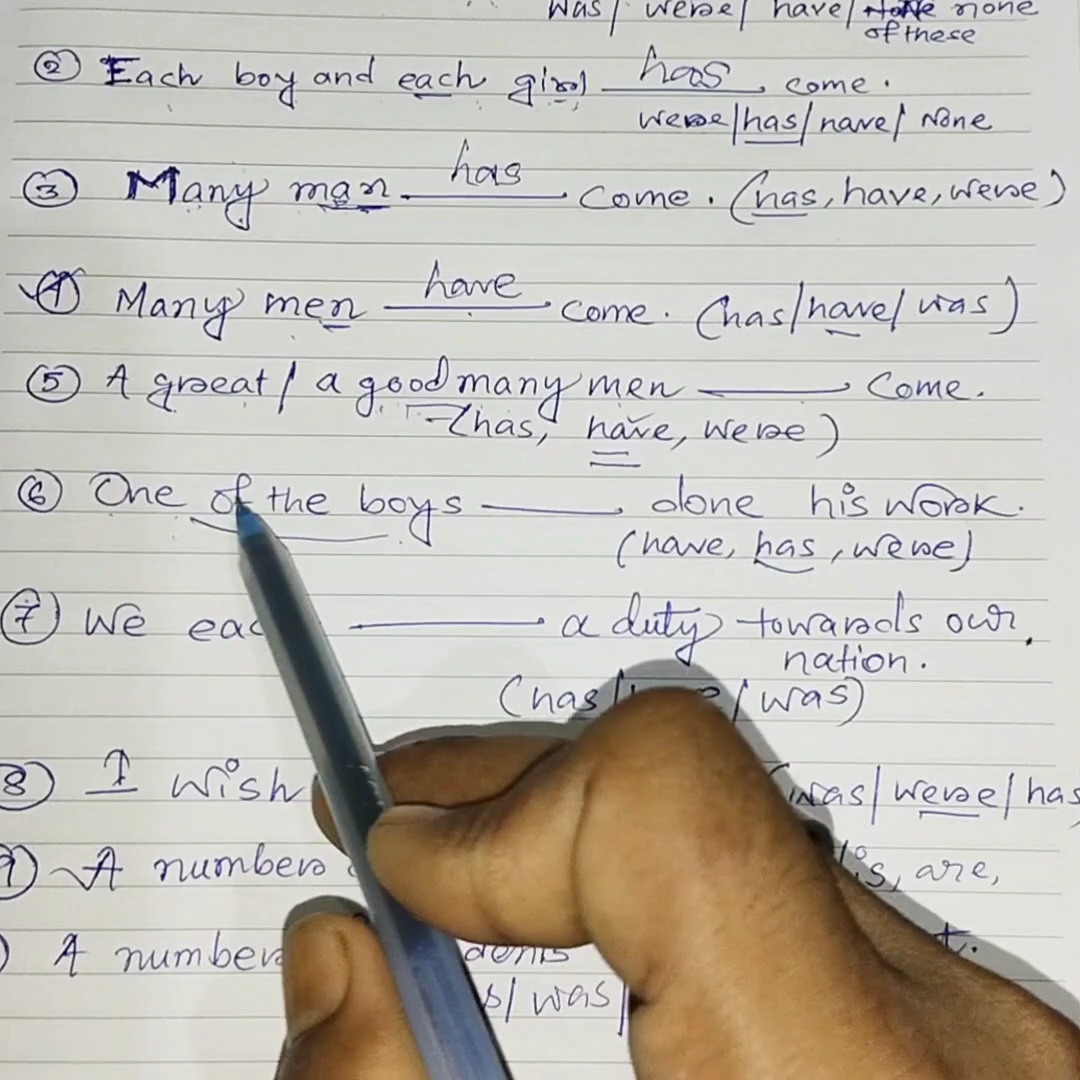 was/ were/ have/ none
of these
② Each boy and each girl has come.
were/has/have/ None
③ Many man has come. (has, have, were)
④ Many men have come. (has/have/ was)
⑤ A great/ a good many men ______ Come.
(has, have, were)
⑥ One of the boys ______ done his work.
(have, has, were)
⑦ We ______ a duty towards our
nation.
(has/ /was)
⑧ I wish was/were/has
A number is, are,
A number
was/